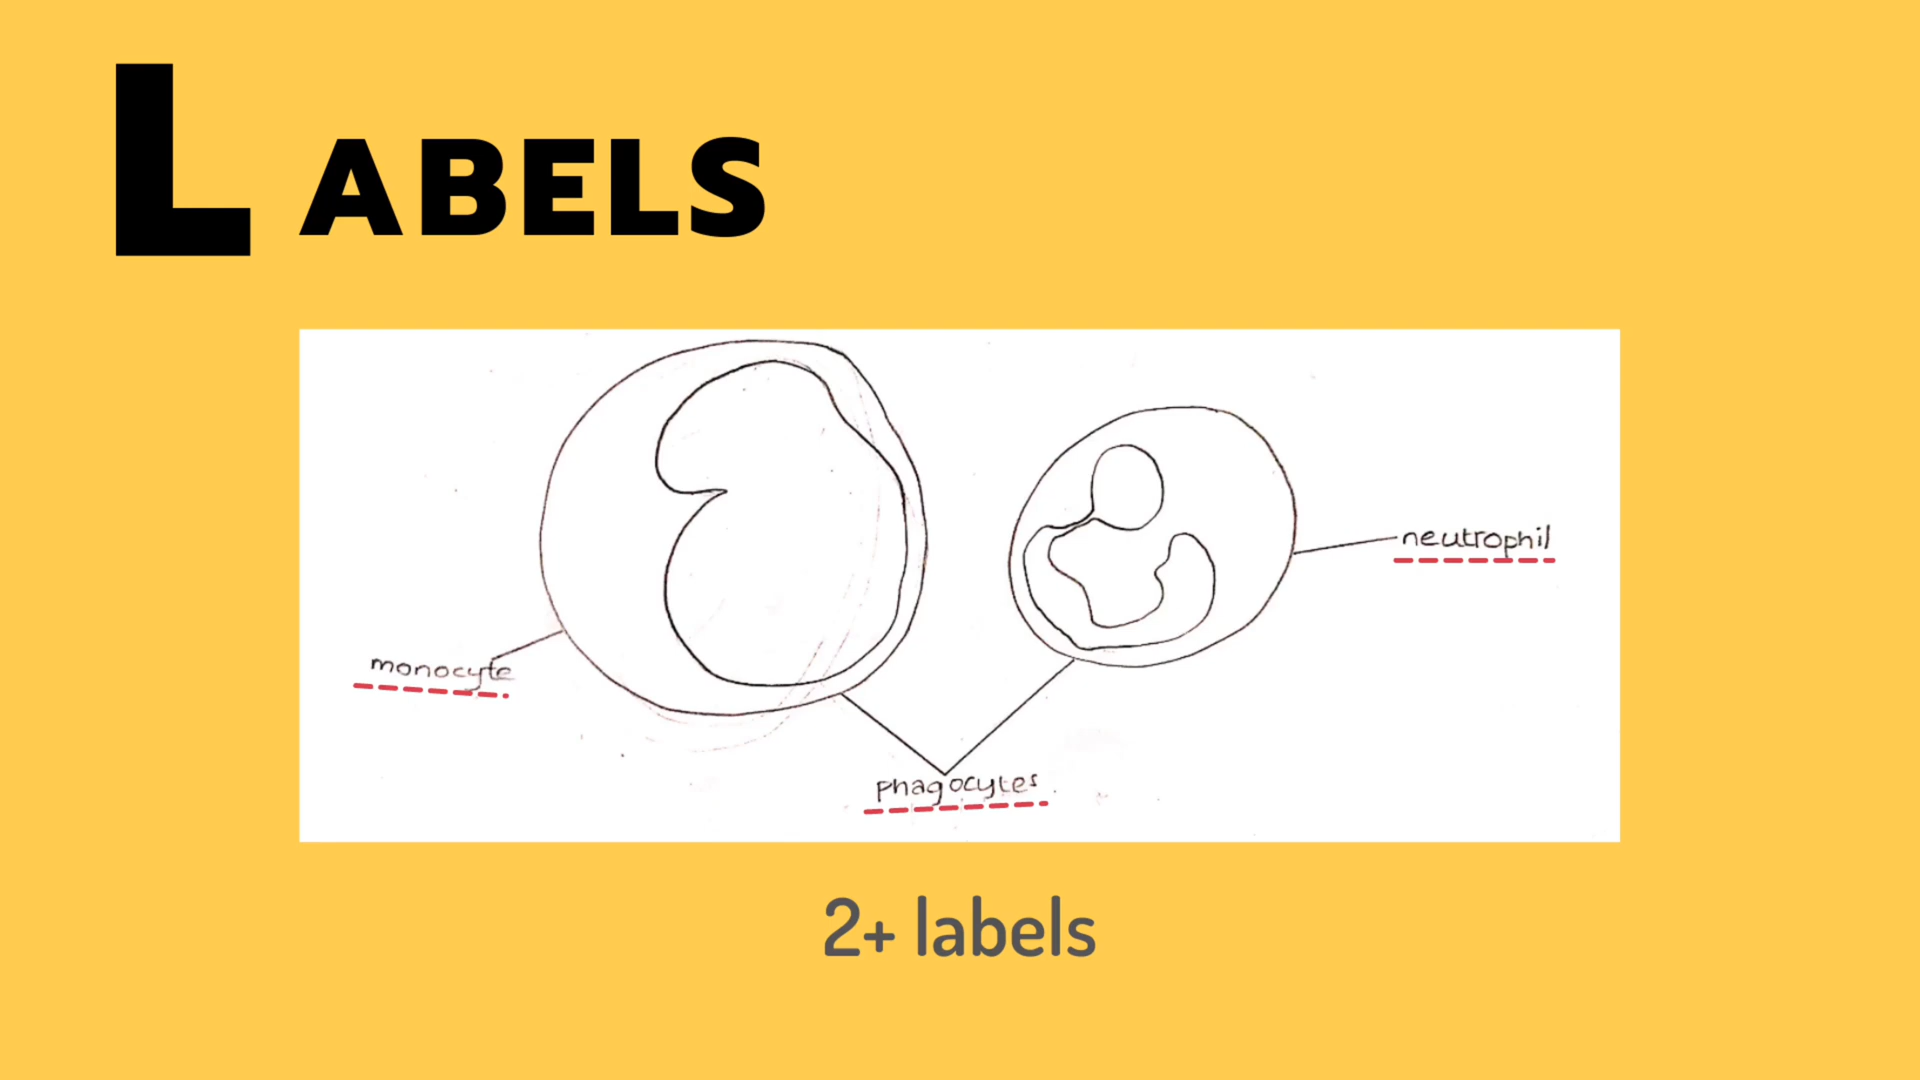 LABELS
neutrophil
monocyte
phagocytes
2+ labels